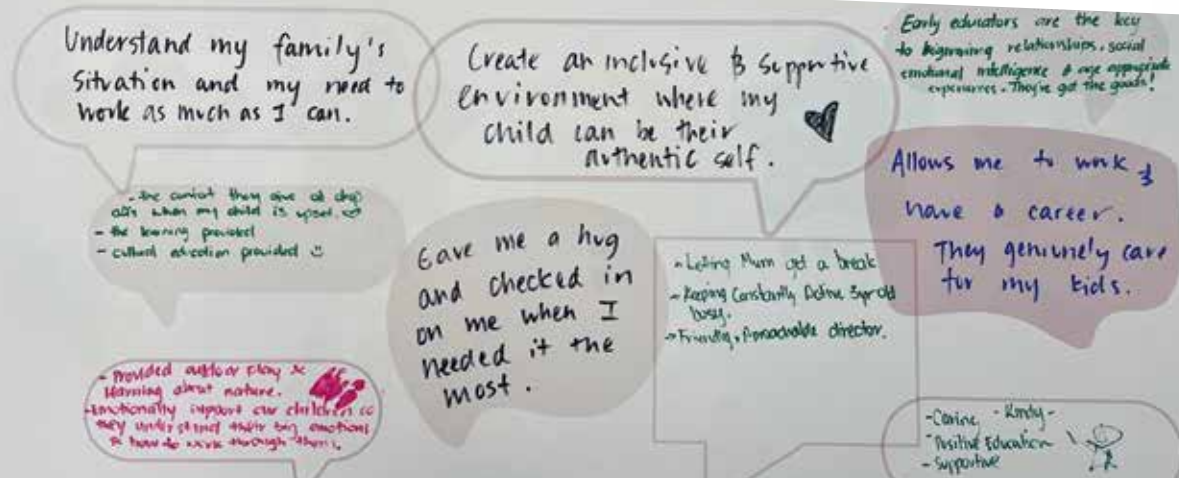 Understand my family's
situation and my need to
work as much as I can.
Create an inclusive & supportive
environment where my
child can be their
authentic self.
Early educators are the key
to beginning relationships, social
emotional intelligence & age appropriate
experiences. They've got the goods!
Allows me to work &
have a career.
They genuinely care
for my kids.
- the comfort they give at drop
offs when my child is upset
- the learning provided
- cultural education provided
Gave me a hug
and checked in
on me when I
needed it the
most.
- Letting Mum get a break
- Keeping Constantly Active 3yr old
busy.
- Friendly, Approachable director.
- Provided outdoor play &
learning about nature.
- Emotionally support our children so
they understand their big emotions
& how to work through them.
- Caring - Kindy -
- Positive Education
- Supportive